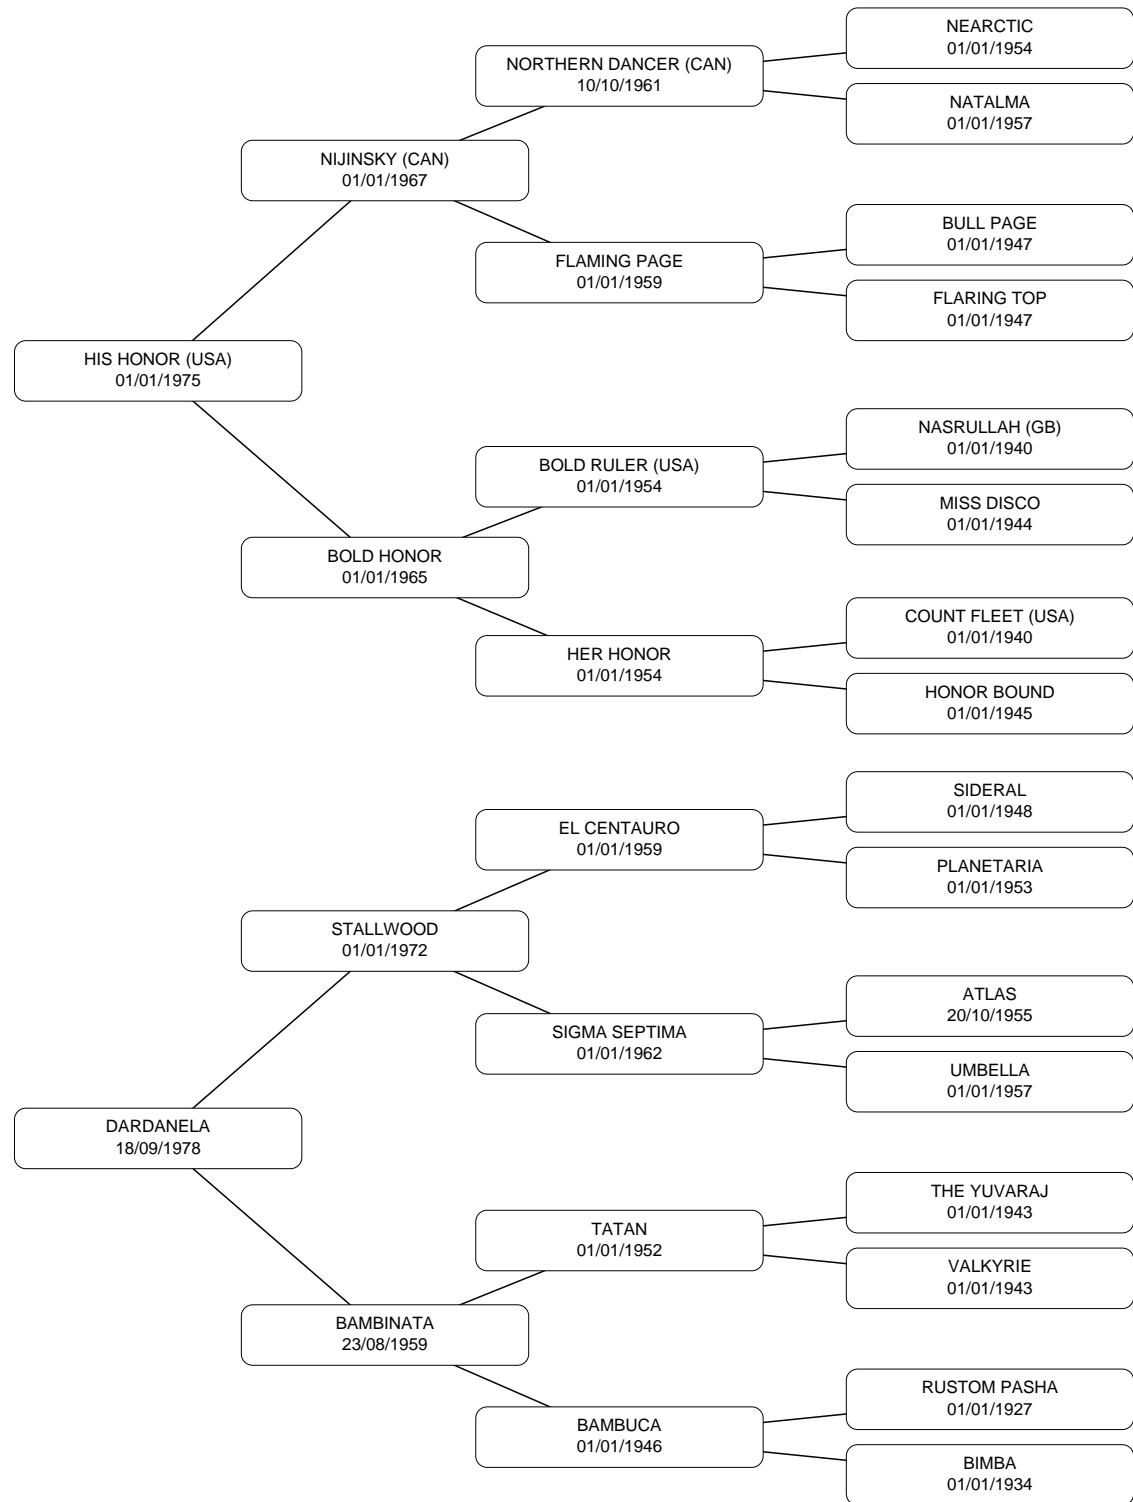 NEARCTIC
01/01/1954
NORTHERN DANCER (CAN)
10/10/1961
NATALMA
01/01/1957
NIJINSKY (CAN)
01/01/1967
BULL PAGE
01/01/1947
FLAMING PAGE
01/01/1959
FLARING TOP
01/01/1947
HIS HONOR (USA)
01/01/1975
NASRULLAH (GB)
01/01/1940
BOLD RULER (USA)
01/01/1954
MISS DISCO
01/01/1944
BOLD HONOR
01/01/1965
COUNT FLEET (USA)
01/01/1940
HER HONOR
01/01/1954
HONOR BOUND
01/01/1945
SIDERAL
01/01/1948
EL CENTAURO
01/01/1959
PLANETARIA
01/01/1953
STALLWOOD
01/01/1972
ATLAS
20/10/1955
SIGMA SEPTIMA
01/01/1962
UMBELLA
01/01/1957
DARDANELA
18/09/1978
THE YUVARAJ
01/01/1943
TATAN
01/01/1952
VALKYRIE
01/01/1943
BAMBINATA
23/08/1959
RUSTOM PASHA
01/01/1927
BAMBUCA
01/01/1946
BIMBA
01/01/1934